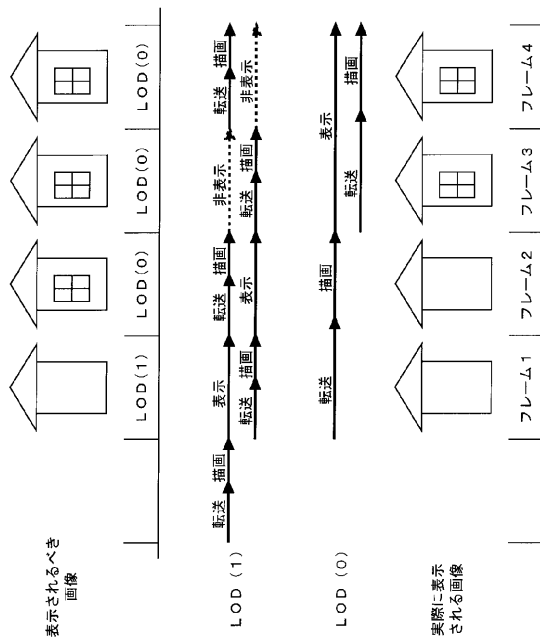 表示されるべき
画像
LOD(1) LOD(0) LOD(0) LOD(0)
LOD (1)
転送 描画 表示 転送 描画 非表示 転送 描画
転送 描画 表示 転送 描画 非表示
LOD (0)
転送 描画 表示
転送 描画
実際に表示
される画像
フレーム1 フレーム2 フレーム3 フレーム4